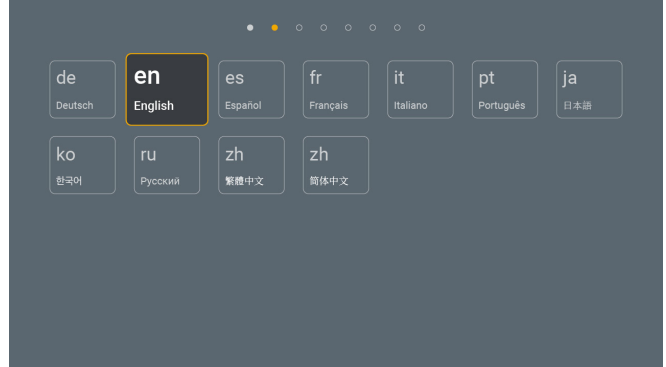 de
Deutsch
en
English
es
Español
fr
Français
it
Italiano
pt
Português
ja
日本語
ko
한국어
ru
Русский
zh
繁體中文
zh
简体中文